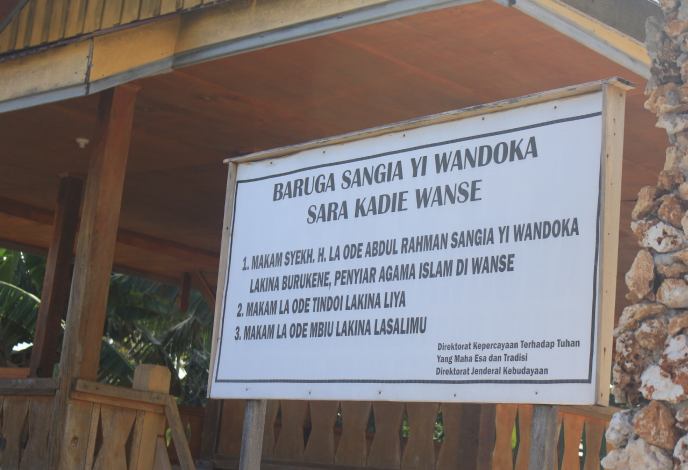 BARUGA SANGIA YI WANDOKA
SARA KADIE WANSE
1. MAKAM SYEKH. H. LA ODE ABDUL RAHMAN SANGIA YI WANDOKA
LAKINA BURUKENE, PENYIAR AGAMA ISLAM DI WANSE
2. MAKAM LA ODE TINDOI LAKINA LIYA
3. MAKAM LA ODE MBIU LAKINA LASALIMU
Direktorat Kepercayaan Terhadap Tuhan
Yang Maha Esa dan Tradisi
Direktorat Jenderal Kebudayaan